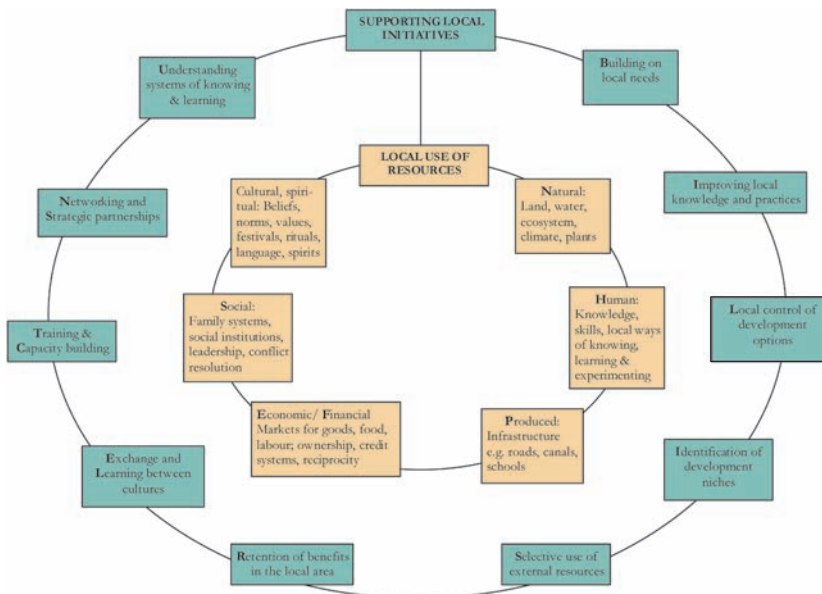 SUPPORTING LOCAL
INITIATIVES
Building on
local needs
Improving local
knowledge and practices
Local control of
development
options
Identification of
development
niches
Selective use of
external resources
Retention of benefits
in the local area
Exchange and
Learning between
cultures
Training &
Capacity building
Networking and
Strategic partnerships
Understanding
systems of knowing
& learning
LOCAL USE OF
RESOURCES
Natural:
Land, water,
ecosystem,
climate, plants
Human:
Knowledge,
skills, local ways
of knowing,
learning &
experimenting
Produced:
Infrastructure
e.g. roads, canals,
schools
Economic/ Financial
Markets for goods, food,
labour; ownership, credit
systems, reciprocity
Social:
Family systems,
social institutions,
leadership, conflict
resolution
Cultural, spiri-
tual: Beliefs,
norms, values,
festivals, rituals,
language, spirits